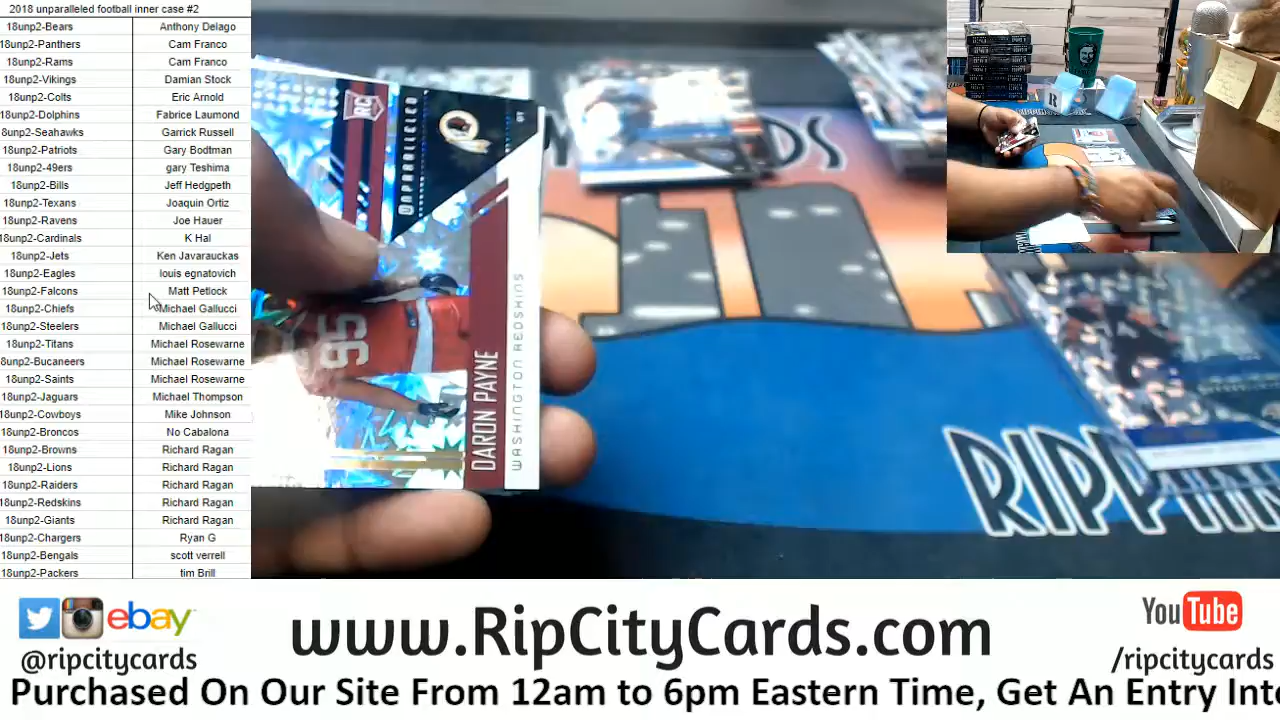 2018 unparalleled football inner case #2
18unp2-Bears Anthony Delago
18unp2-Panthers Cam Franco
18unp2-Rams Cam Franco
18unp2-Vikings Damian Stock
18unp2-Colts Eric Arnold
18unp2-Dolphins Fabrice Laumond
18unp2-Seahawks Garrick Russell
18unp2-Patriots Gary Bodtman
18unp2-49ers gary Teshima
18unp2-Bills Jeff Hedgpeth
18unp2-Texans Joaquin Ortiz
18unp2-Ravens Joe Hauer
18unp2-Cardinals K Hal
18unp2-Jets Ken Javarauckas
18unp2-Eagles louis egnatovich
18unp2-Falcons Matt Petlock
18unp2-Chiefs Michael Gallucci
18unp2-Steelers Michael Gallucci
18unp2-Titans Michael Rosewarne
18unp2-Bucaneers Michael Rosewarne
18unp2-Saints Michael Rosewarne
18unp2-Jaguars Michael Thompson
18unp2-Cowboys Mike Johnson
18unp2-Broncos No Cabalona
18unp2-Browns Richard Ragan
18unp2-Lions Richard Ragan
18unp2-Raiders Richard Ragan
18unp2-Redskins Richard Ragan
18unp2-Giants Richard Ragan
18unp2-Chargers Ryan G
18unp2-Bengals scott verrell
18unp2-Packers tim Brill
RC
UNPARALLELED
DT
95
DARON PAYNE
WASHINGTON REDSKINS
RDS
RIPPIN
ebay
@ripcitycards
www.RipCityCards.com
YouTube
/ripcitycards
Purchased On Our Site From 12am to 6pm Eastern Time, Get An Entry Into